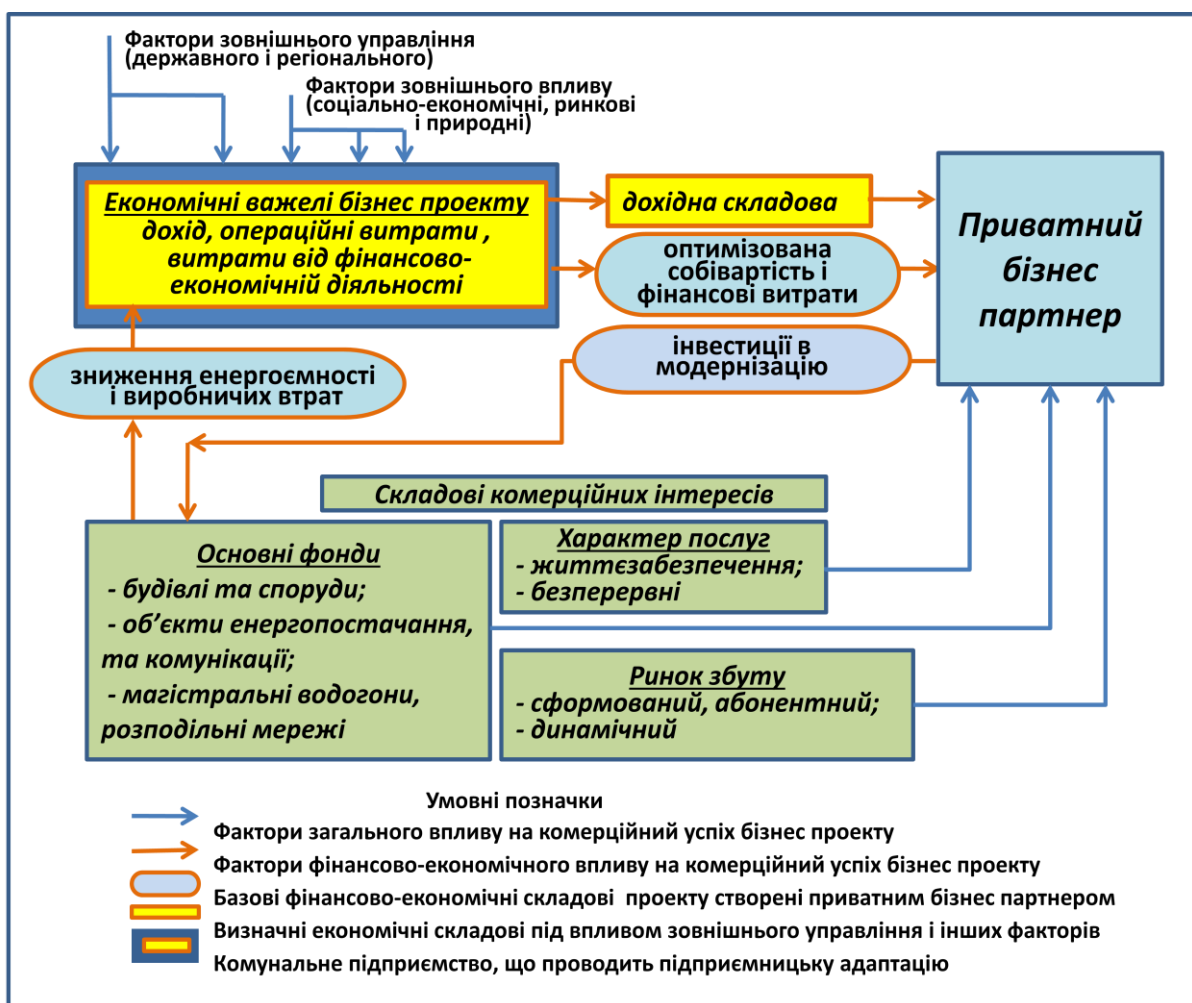 Фактори зовнішнього управління
(державного і регіонального)
Фактори зовнішнього впливу
(соціально-економічні, ринкові
і природні)
Економічні важелі бізнес проекту
дохід, операційні витрати ,
витрати від фінансово-
економічній діяльності
дохідна складова
оптимізована
собівартість і
фінансові витрати
Приватний
бізнес
партнер
інвестиції в
модернізацію
зниження енергоємності
і виробничих втрат
Складові комерційних інтересів
Основні фонди
- будівлі та споруди;
- об’єкти енергопостачання,
та комунікації;
- магістральні водогони,
розподільні мережі
Характер послуг
- життєзабезпечення;
- безперервні
Ринок збуту
- сформований, абонентний;
- динамічний
Умовні позначки
Фактори загального впливу на комерційний успіх бізнес проекту
Фактори фінансово-економічного впливу на комерційний успіх бізнес проекту
Базові фінансово-економічні складові проекту створені приватним бізнес партнером
Визначні економічні складові під впливом зовнішнього управління і інших факторів
Комунальне підприємство, що проводить підприємницьку адаптацію